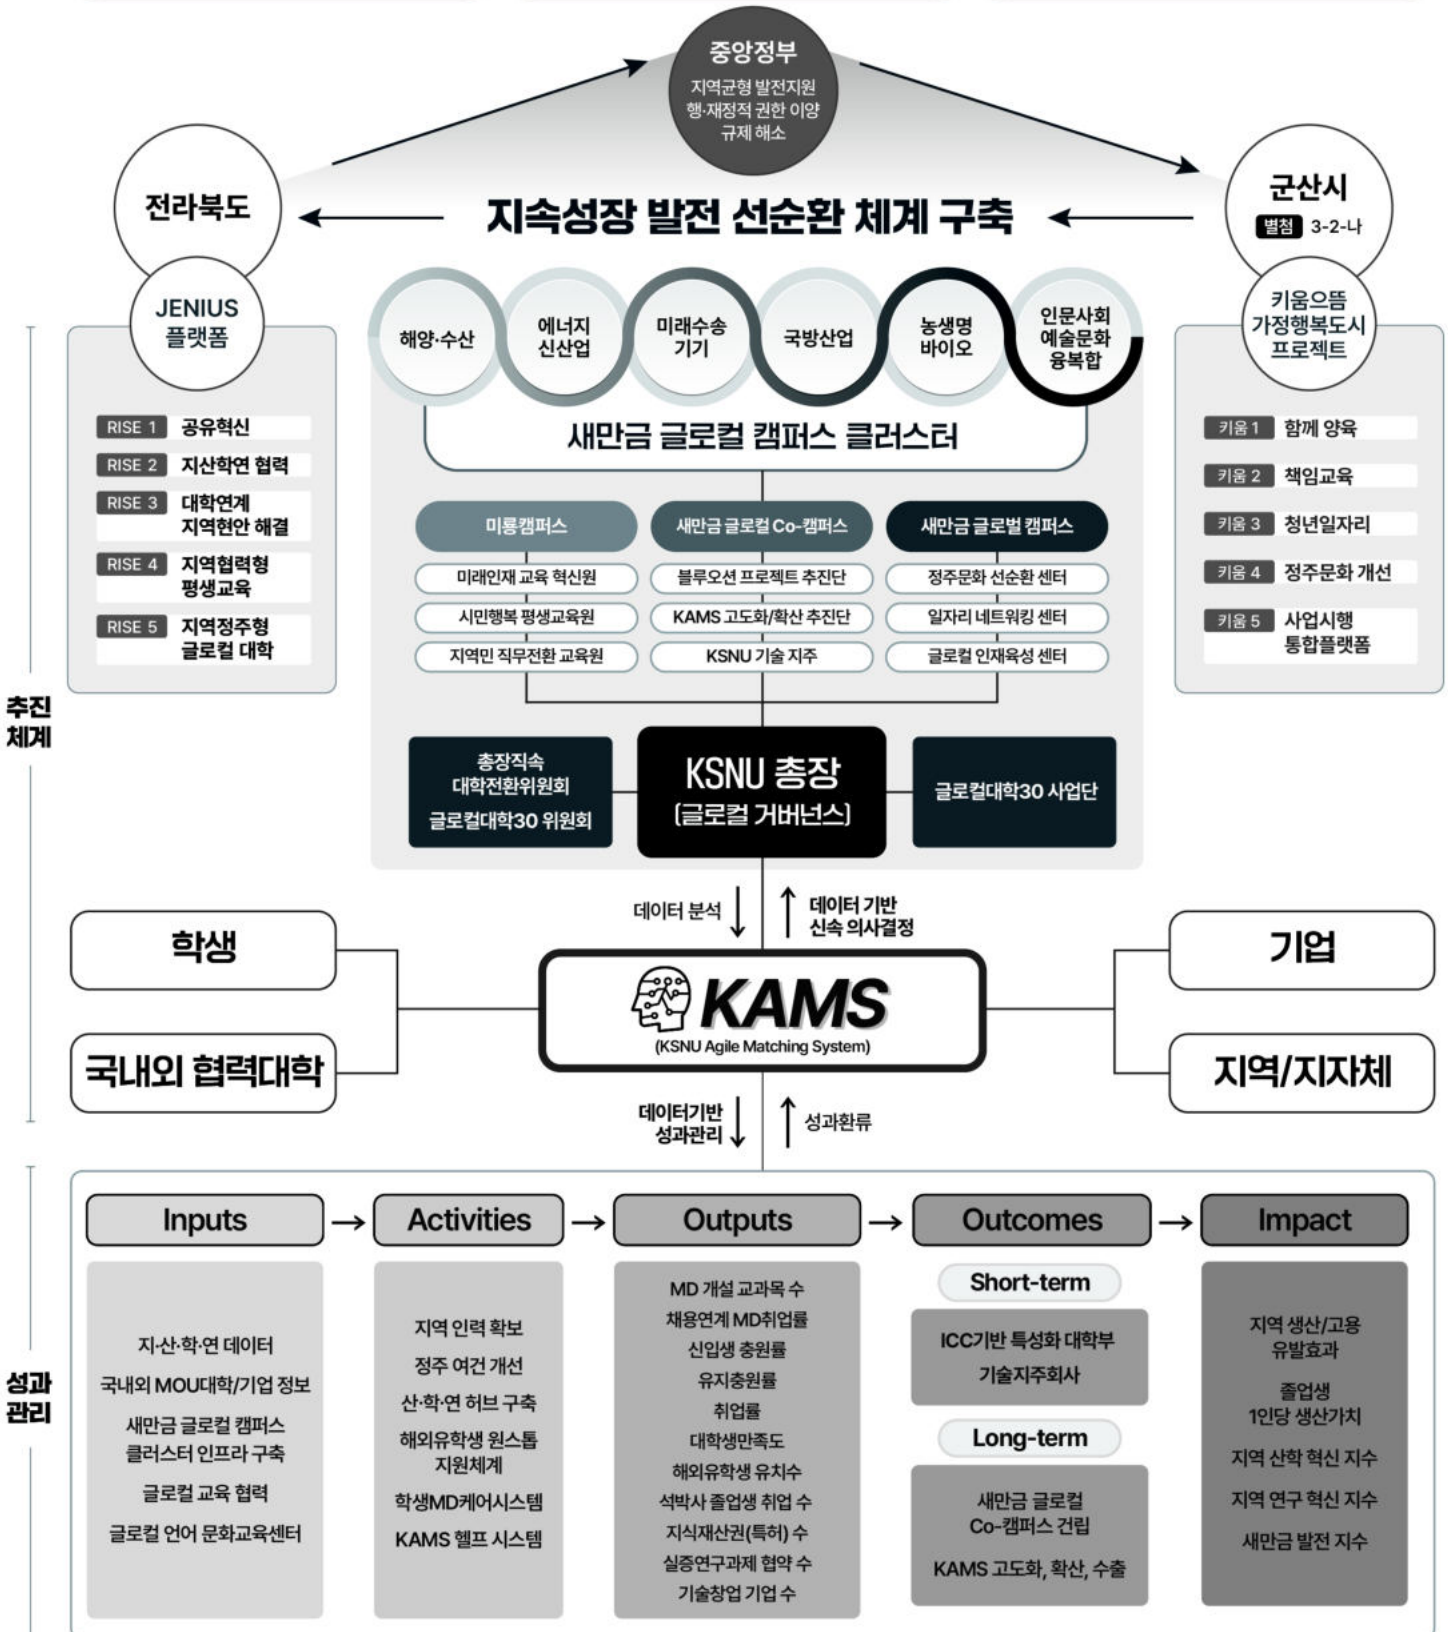 중앙정부
지역균형 발전지원
행·재정적 권한 이양
규제 해소
전라북도
군산시
별첨 3-2-나
지속성장 발전 선순환 체계 구축
JENIUS
플랫폼
RISE 1 공유혁신
RISE 2 지산학연 협력
RISE 3 대학연계
지역현안 해결
RISE 4 지역협력형
평생교육
RISE 5 지역정주형
글로컬 대학
키움으뜸
가정행복도시
프로젝트
키움 1 함께 양육
키움 2 책임교육
키움 3 청년일자리
키움 4 정주문화 개선
키움 5 사업시행
통합플랫폼
해양·수산
에너지
신산업
미래수송
기기
국방산업
농생명
바이오
인문사회
예술문화
융복합
새만금 글로컬 캠퍼스 클러스터
미룡캠퍼스
미래인재 교육 혁신원
시민행복 평생교육원
지역민 직무전환 교육원
새만금 글로컬 Co-캠퍼스
블루오션 프로젝트 추진단
KAMS 고도화/확산 추진단
KSNU 기술 지주
새만금 글로벌 캠퍼스
정주문화 선순환 센터
일자리 네트워킹 센터
글로컬 인재육성 센터
추진
체계
총장직속
대학전환위원회
글로컬대학30 위원회
KSNU 총장
(글로컬 거버넌스)
글로컬대학30 사업단
데이터 분석
데이터 기반
신속 의사결정
학생
국내외 협력대학
KAMS
(KSNU Agile Matching System)
기업
지역/지자체
데이터기반
성과관리
성과환류
성과
관리
Inputs
지·산·학·연 데이터
국내외 MOU대학/기업 정보
새만금 글로컬 캠퍼스
클러스터 인프라 구축
글로컬 교육 협력
글로컬 언어 문화교육센터
Activities
지역 인력 확보
정주 여건 개선
산·학·연 허브 구축
해외유학생 원스톱
지원체계
학생MD케어시스템
KAMS 헬프 시스템
Outputs
MD 개설 교과목 수
채용연계 MD취업률
신입생 충원률
유지충원률
취업률
대학생만족도
해외유학생 유치수
석박사 졸업생 취업 수
지식재산권(특허) 수
실증연구과제 협약 수
기술창업 기업 수
Outcomes
Short-term
ICC기반 특성화 대학부
기술지주회사
Long-term
새만금 글로컬
Co-캠퍼스 건립
KAMS 고도화, 확산, 수출
Impact
지역 생산/고용
유발효과
졸업생
1인당 생산가치
지역 산학 혁신 지수
지역 연구 혁신 지수
새만금 발전 지수